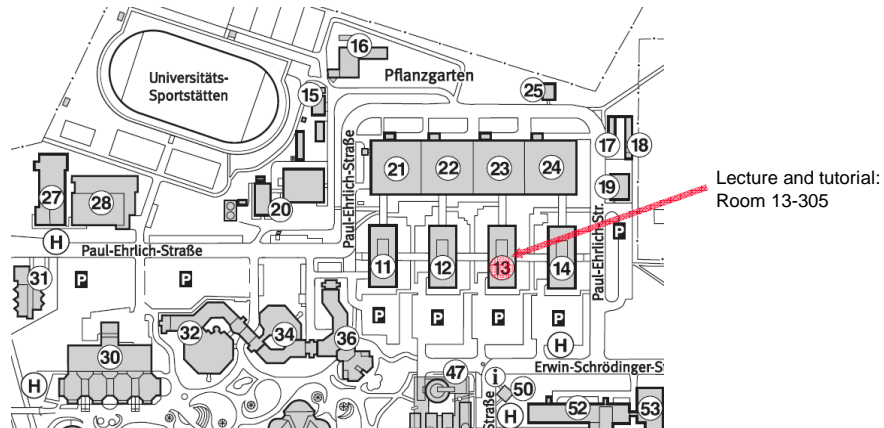 16
Pflanzgarten
Universitäts-
Sportstätten
15
25
17
18
21
22
23
24
27
28
20
19
Lecture and tutorial:
Room 13-305
Paul-Ehrlich-Straße
Paul-Ehrlich-Str.
H
Paul-Ehrlich-Straße
P
11
12
13
14
31
P
P
32
34
36
P
P
P
P
30
H
H
47
i
Erwin-Schrödinger-S
50
H
52
53
Straße